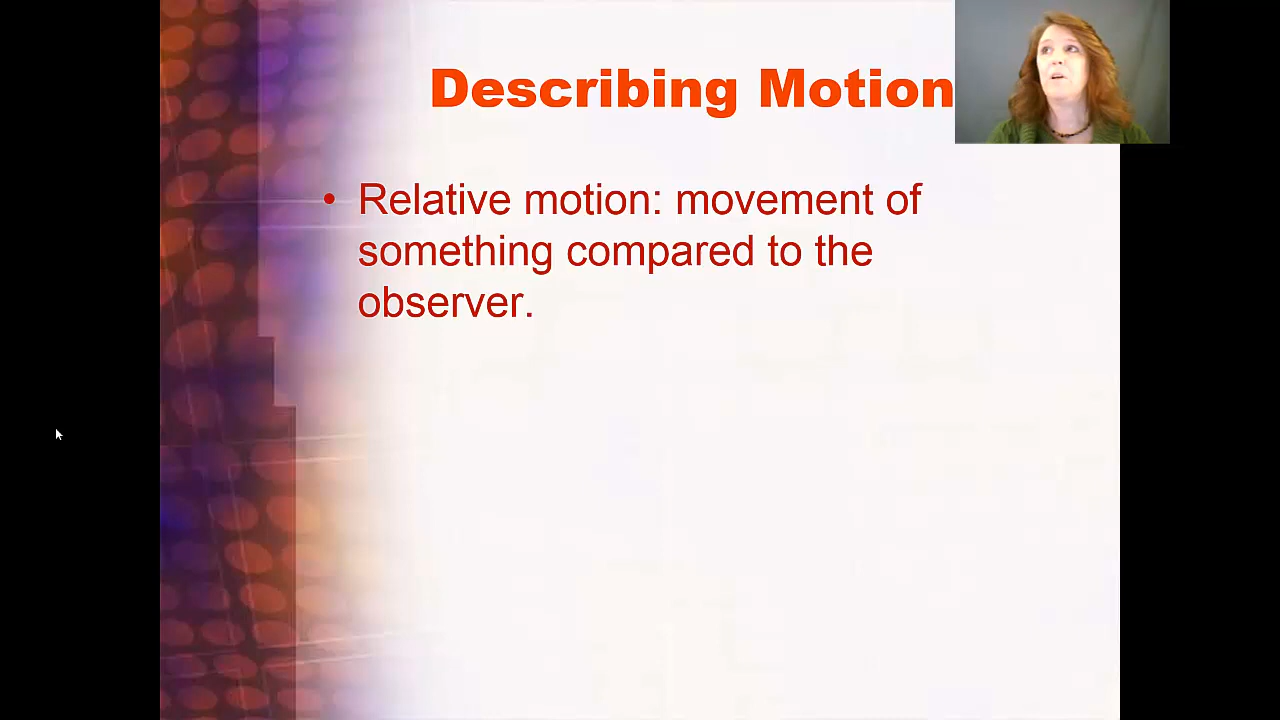 Describing Motion
• Relative motion: movement of
something compared to the
observer.